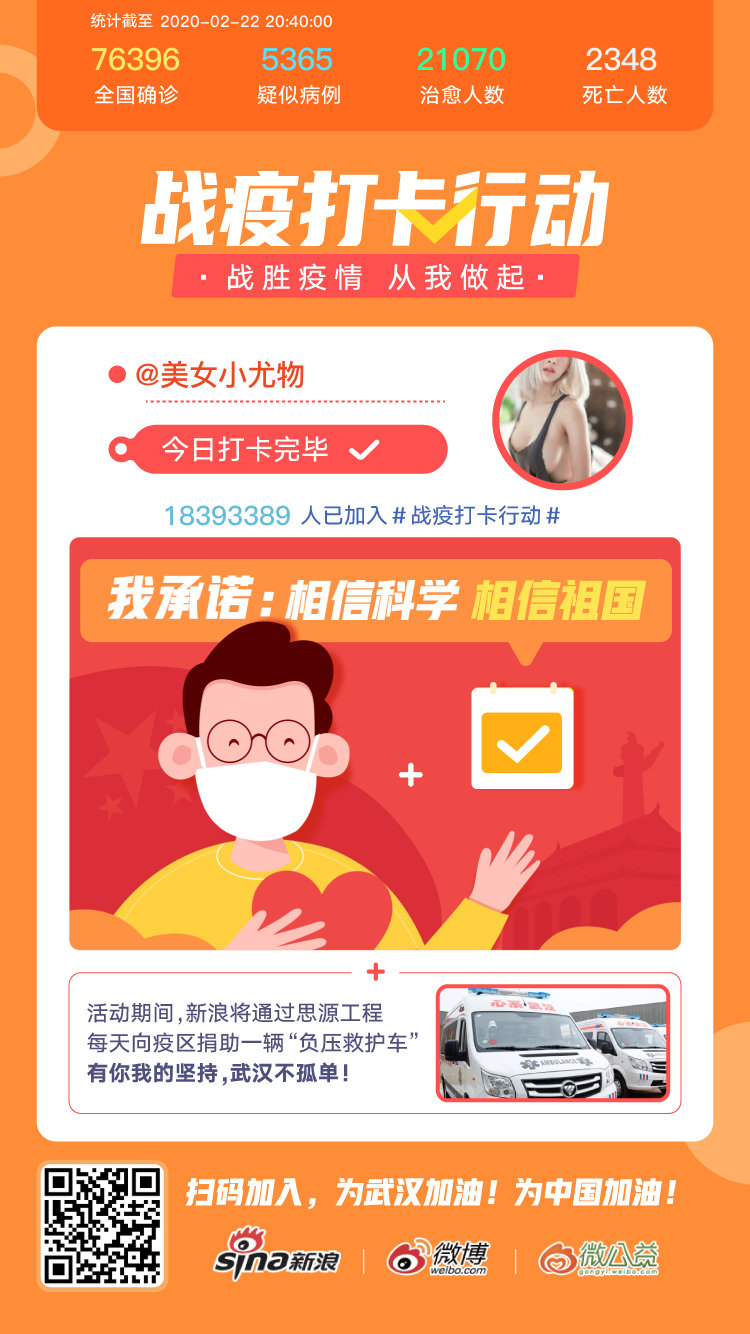 统计截至 2020-02-22 20:40:00
76396 5365 21070 2348
全国确诊 疑似病例 治愈人数 死亡人数
战疫打卡行动
·战胜疫情 从我做起·
@美女小尤物
今日打卡完毕
18393389 人已加入#战疫打卡行动#
我承诺:相信科学 相信祖国
活动期间,新浪将通过思源工程
每天向疫区捐助一辆“负压救护车”
有你我的坚持,武汉不孤单!
心系武汉
AMBULANCE
扫码加入，为武汉加油！为中国加油！
sina新浪 微博 微公益
weibo.com gongyi.weibo.com